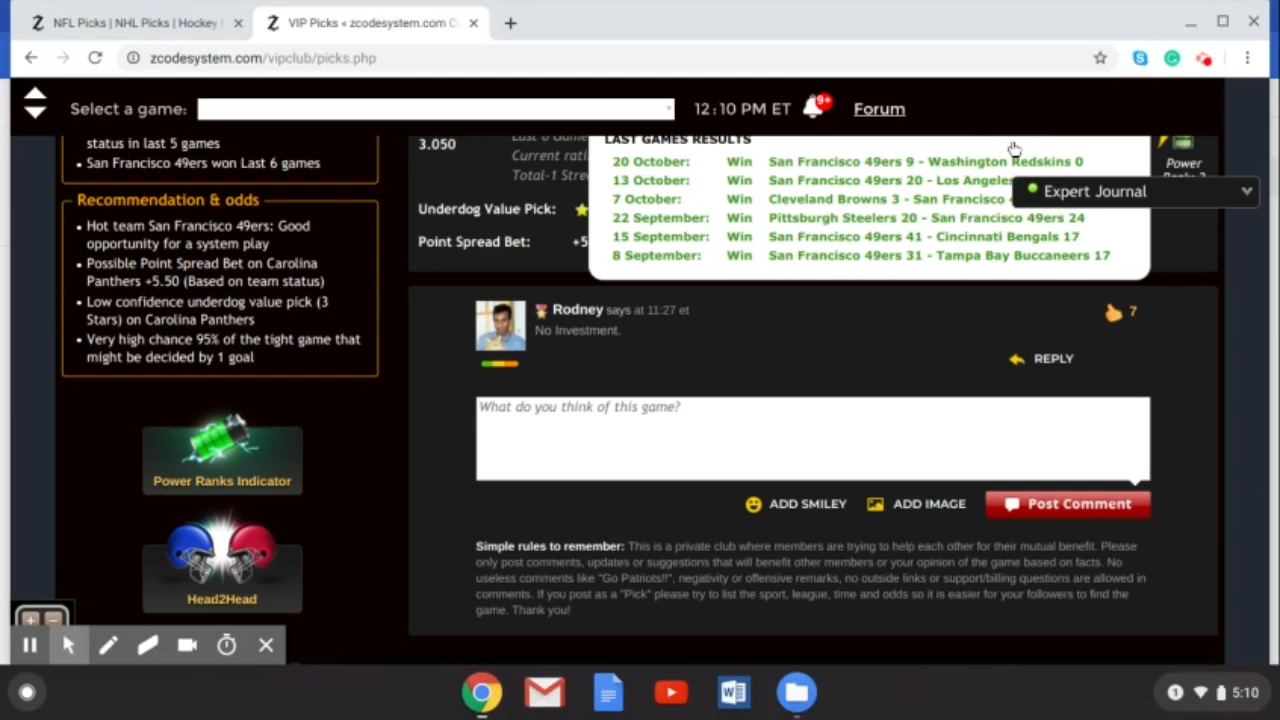 NFL Picks | NHL Picks | Hockey
VIP Picks « zcodesystem.com
zcodesystem.com/vipclub/picks.php
Select a game:
12:10 PM ET
9+
Forum
status in last 5 games
• San Francisco 49ers won Last 6 games
Recommendation & odds
• Hot team San Francisco 49ers: Good
opportunity for a system play
• Possible Point Spread Bet on Carolina
Panthers +5.50 (Based on team status)
• Low confidence underdog value pick (3
Stars) on Carolina Panthers
• Very high chance 95% of the tight game that
might be decided by 1 goal
Power Ranks Indicator
Head2Head
3.050
Current
Total-1
Underdog Value Pick:
Point Spread Bet: +5
LAST GAMES RESULTS
20 October: Win San Francisco 49ers 9 - Washington Redskins 0
13 October: Win San Francisco 49ers 20 - Los Angeles
7 October: Win Cleveland Browns 3 - San Francisco
22 September: Win Pittsburgh Steelers 20 - San Francisco 49ers 24
15 September: Win San Francisco 49ers 41 - Cincinnati Bengals 17
8 September: Win San Francisco 49ers 31 - Tampa Bay Buccaneers 17
Power
Expert Journal
Rodney says at 11:27 et
No Investment.
7
REPLY
What do you think of this game?
ADD SMILEY
ADD IMAGE
Post Comment
Simple rules to remember: This is a private club where members are trying to help each other for their mutual benefit. Please
only post comments, updates or suggestions that will benefit other members or your opinion of the game based on facts. No
useless comments like "Go Patriots!!", negativity or offensive remarks, no outside links or support/billing questions are allowed in
comments. If you post as a "Pick" please try to list the sport, league, time and odds so it is easier for your followers to find the
game. Thank you!
1
5:10